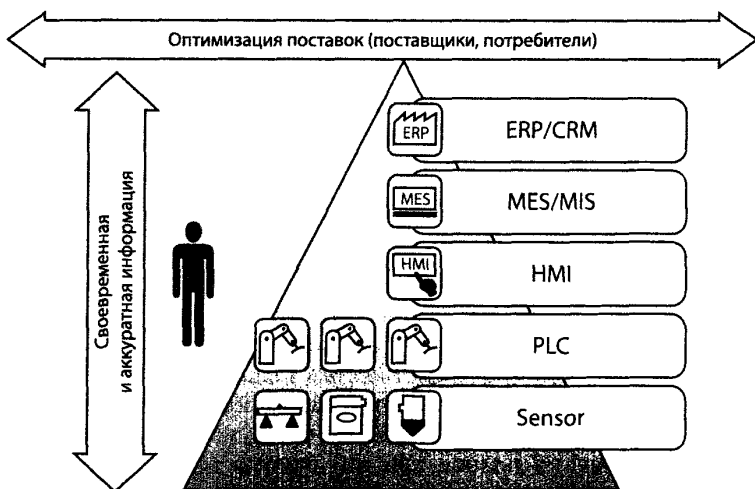 Оптимизация поставок (поставщики, потребители)
Своевременная
и аккуратная информация
ERP
ERP/CRM
MES
MES/MIS
HMI
HMI
PLC
Sensor